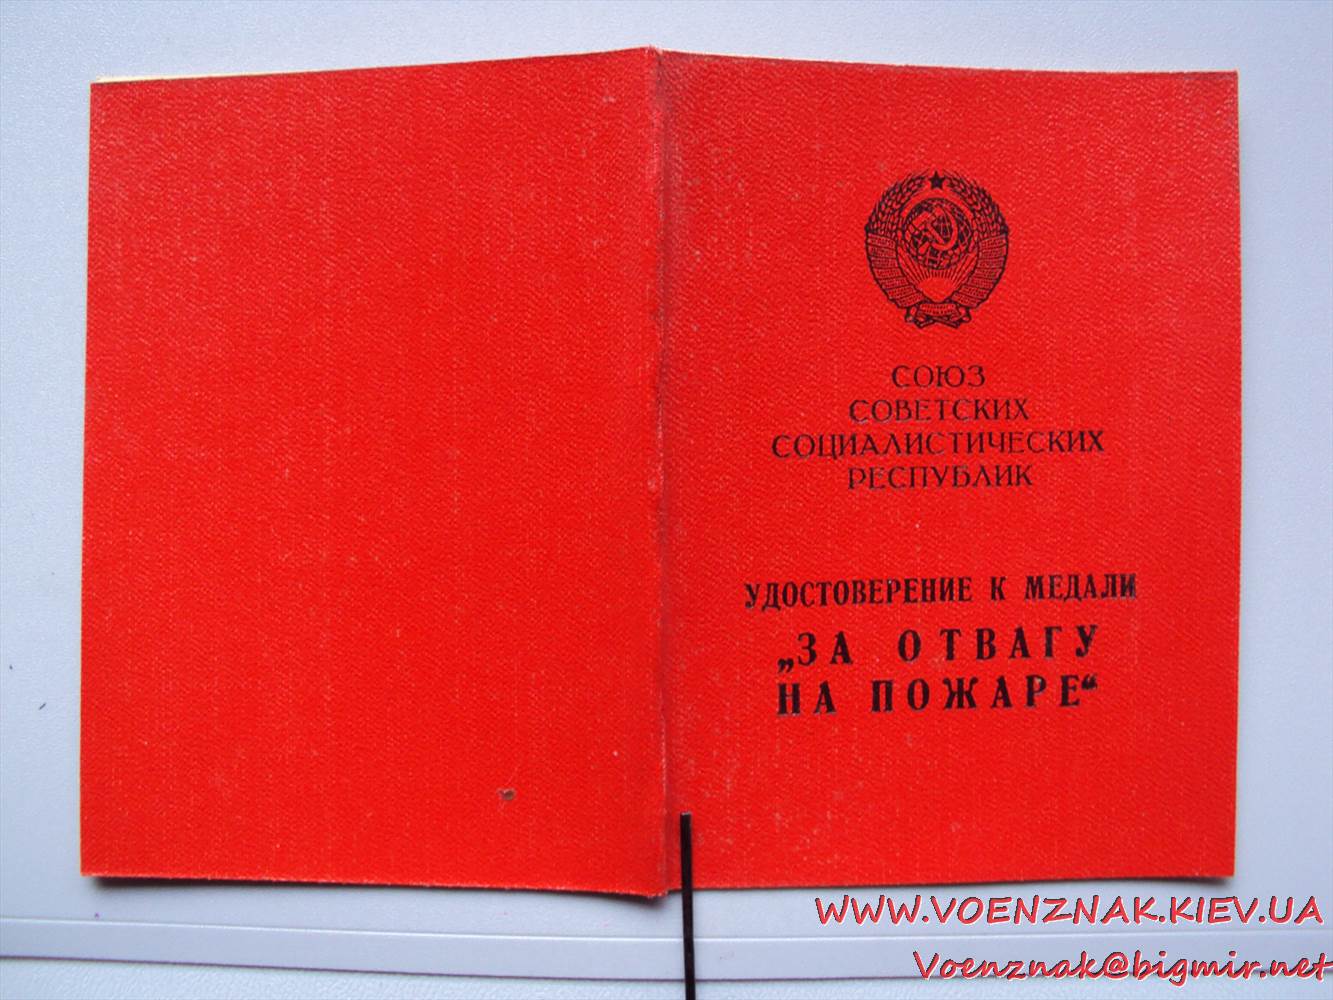 СОЮЗ
СОВЕТСКИХ
СОЦИАЛИСТИЧЕСКИХ
РЕСПУБЛИК
УДОСТОВЕРЕНИЕ К МЕДАЛИ
„ЗА ОТВАГУ
НА ПОЖАРЕ“
WWW.VOENZNAK.KIEV.UA
Voenznak@bigmir.net